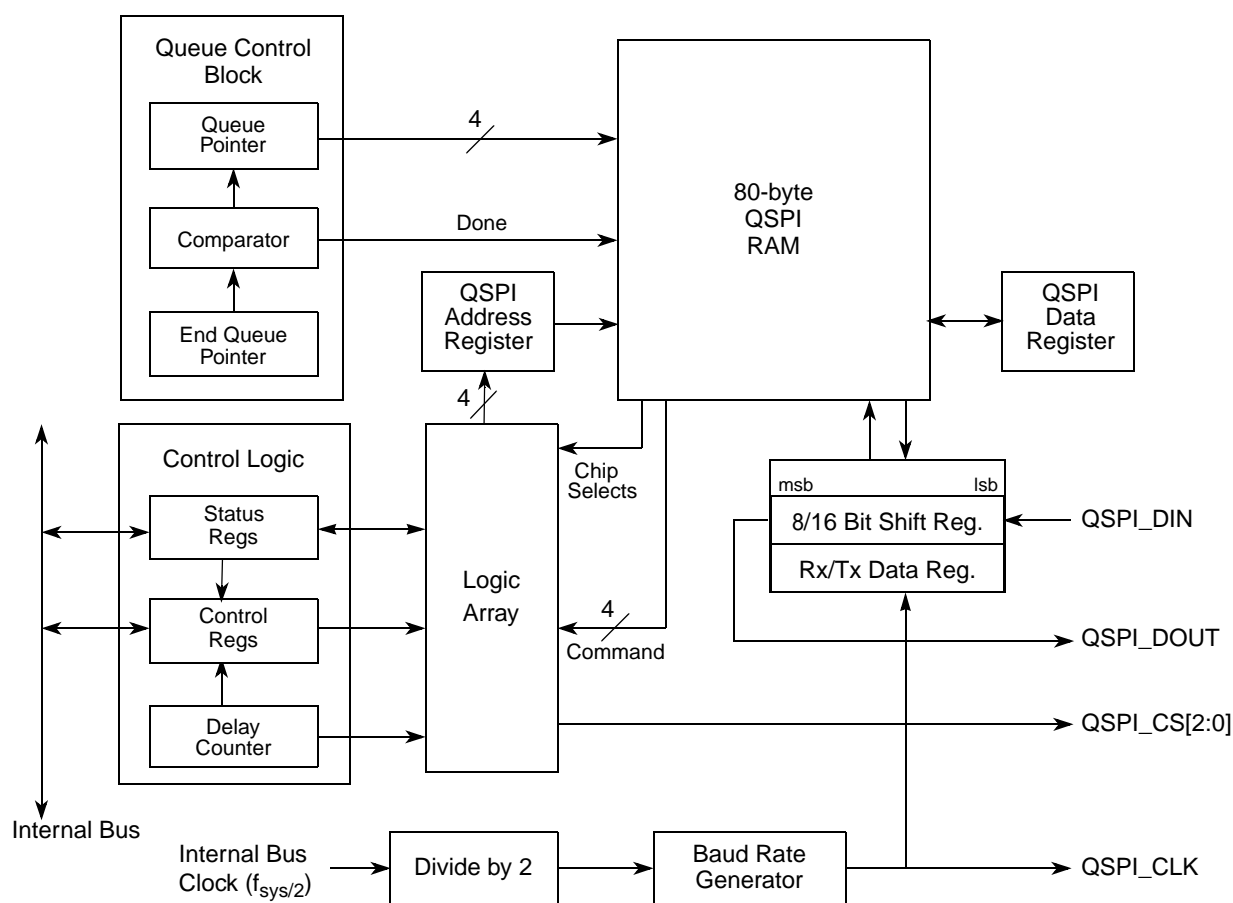 Queue Control
Block
Queue
Pointer
4
Comparator
Done
End Queue
Pointer
80-byte
QSPI
RAM
QSPI
Address
Register
QSPI
Data
Register
4
Control Logic
Status
Regs
Control
Regs
Delay
Counter
Logic
Array
Chip
Selects
4
Command
msb
lsb
8/16 Bit Shift Reg.
Rx/Tx Data Reg.
QSPI_DIN
QSPI_DOUT
QSPI_CS[2:0]
Internal Bus
Internal Bus
Clock (fsys/2)
Divide by 2
Baud Rate
Generator
QSPI_CLK